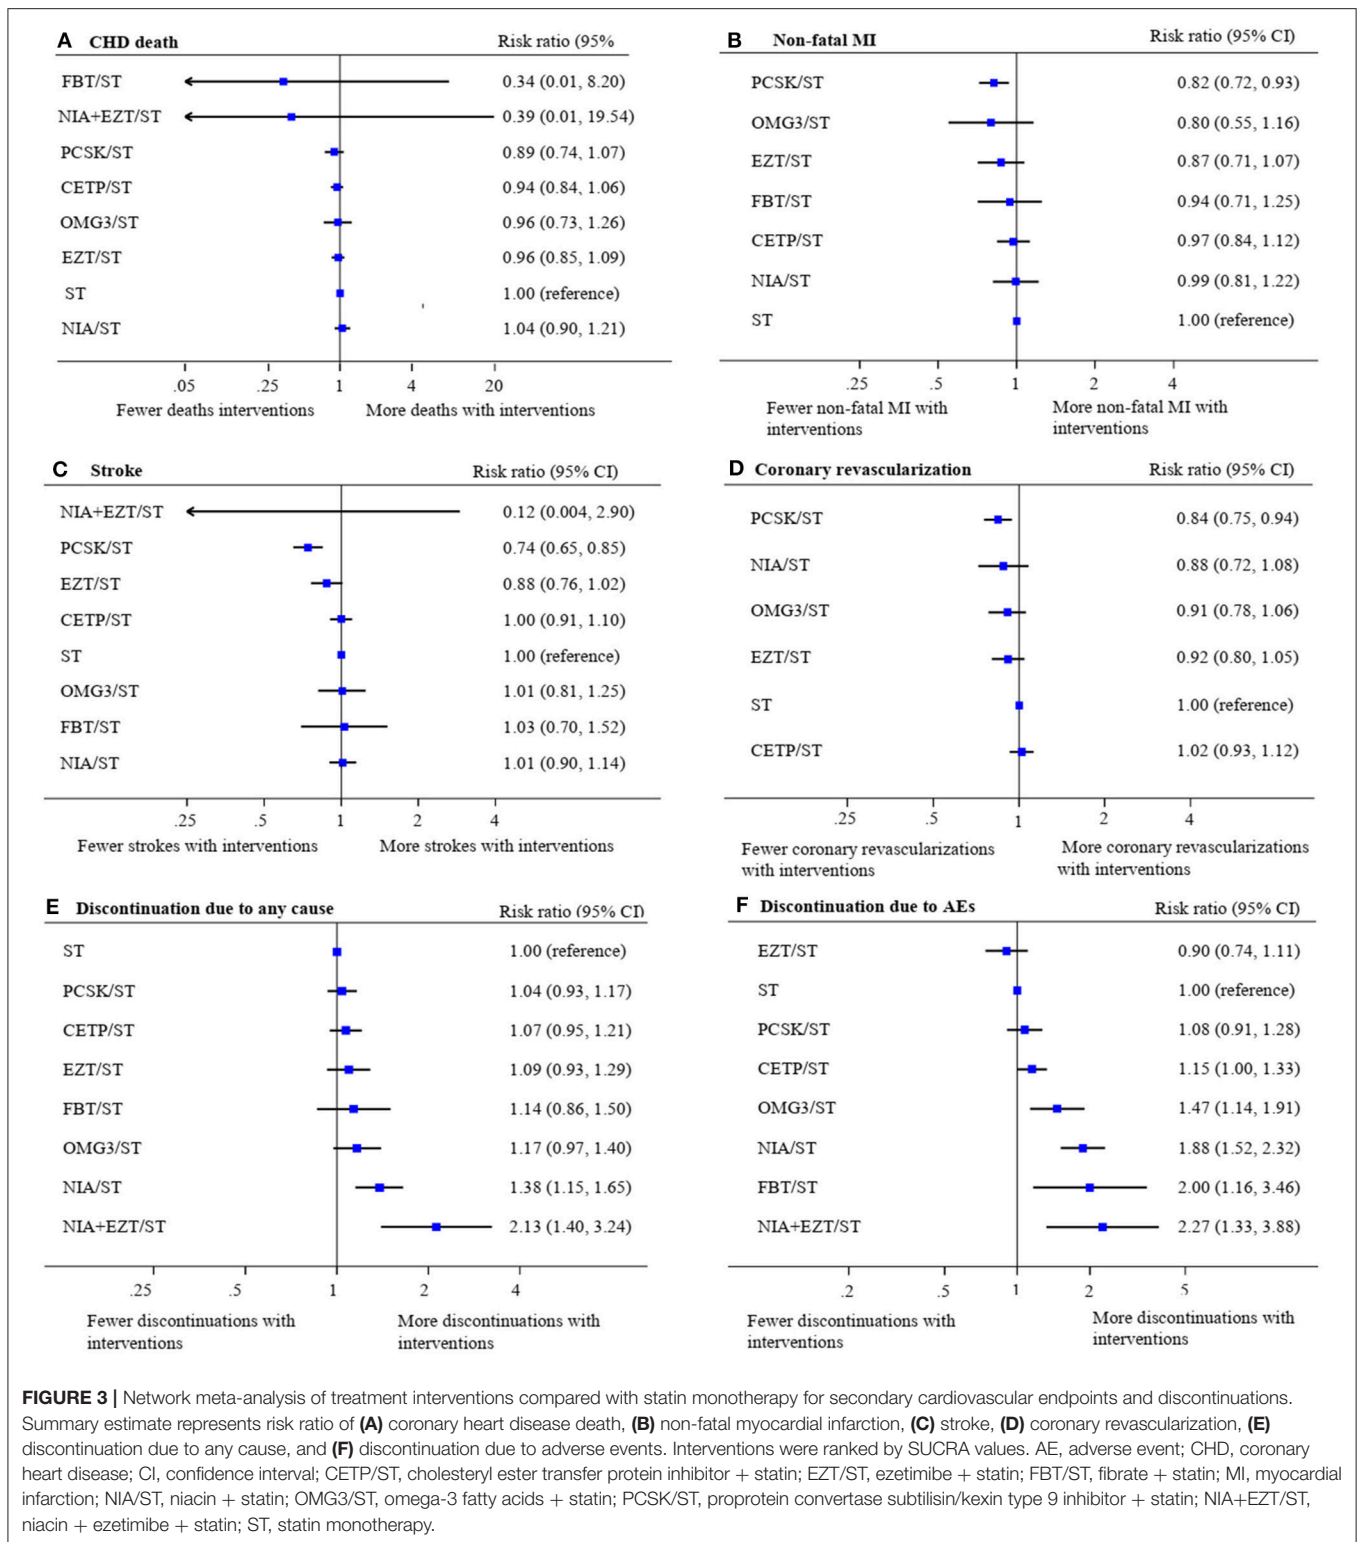 A CHD death Risk ratio (95%
FBT/ST 0.34 (0.01, 8.20)
NIA+EZT/ST 0.39 (0.01, 19.54)
PCSK/ST 0.89 (0.74, 1.07)
CETP/ST 0.94 (0.84, 1.06)
OMG3/ST 0.96 (0.73, 1.26)
EZT/ST 0.96 (0.85, 1.09)
ST 1.00 (reference)
NIA/ST 1.04 (0.90, 1.21)
.05 .25 1 4 20
Fewer deaths interventions More deaths with interventions
B Non-fatal MI Risk ratio (95% CI)
PCSK/ST 0.82 (0.72, 0.93)
OMG3/ST 0.80 (0.55, 1.16)
EZT/ST 0.87 (0.71, 1.07)
FBT/ST 0.94 (0.71, 1.25)
CETP/ST 0.97 (0.84, 1.12)
NIA/ST 0.99 (0.81, 1.22)
ST 1.00 (reference)
.25 .5 1 2 4
Fewer non-fatal MI with More non-fatal MI with
interventions interventions
C Stroke Risk ratio (95% CI)
NIA+EZT/ST 0.12 (0.004, 2.90)
PCSK/ST 0.74 (0.65, 0.85)
EZT/ST 0.88 (0.76, 1.02)
CETP/ST 1.00 (0.91, 1.10)
ST 1.00 (reference)
OMG3/ST 1.01 (0.81, 1.25)
FBT/ST 1.03 (0.70, 1.52)
NIA/ST 1.01 (0.90, 1.14)
.25 .5 1 2 4
Fewer strokes with interventions More strokes with interventions
D Coronary revascularization Risk ratio (95% CI)
PCSK/ST 0.84 (0.75, 0.94)
NIA/ST 0.88 (0.72, 1.08)
OMG3/ST 0.91 (0.78, 1.06)
EZT/ST 0.92 (0.80, 1.05)
ST 1.00 (reference)
CETP/ST 1.02 (0.93, 1.12)
.25 .5 1 2 4
Fewer coronary revascularizations More coronary revascularizations
with interventions with interventions
E Discontinuation due to any cause Risk ratio (95% CI)
ST 1.00 (reference)
PCSK/ST 1.04 (0.93, 1.17)
CETP/ST 1.07 (0.95, 1.21)
EZT/ST 1.09 (0.93, 1.29)
FBT/ST 1.14 (0.86, 1.50)
OMG3/ST 1.17 (0.97, 1.40)
NIA/ST 1.38 (1.15, 1.65)
NIA+EZT/ST 2.13 (1.40, 3.24)
.25 .5 1 2 4
Fewer discontinuations with More discontinuations with
interventions interventions
F Discontinuation due to AEs Risk ratio (95% CI)
EZT/ST 0.90 (0.74, 1.11)
ST 1.00 (reference)
PCSK/ST 1.08 (0.91, 1.28)
CETP/ST 1.15 (1.00, 1.33)
OMG3/ST 1.47 (1.14, 1.91)
NIA/ST 1.88 (1.52, 2.32)
FBT/ST 2.00 (1.16, 3.46)
NIA+EZT/ST 2.27 (1.33, 3.88)
.2 .5 1 2 5
Fewer discontinuations with More discontinuations with
interventions interventions
FIGURE 3 | Network meta-analysis of treatment interventions compared with statin monotherapy for secondary cardiovascular endpoints and discontinuations.
Summary estimate represents risk ratio of (A) coronary heart disease death, (B) non-fatal myocardial infarction, (C) stroke, (D) coronary revascularization, (E)
discontinuation due to any cause, and (F) discontinuation due to adverse events. Interventions were ranked by SUCRA values. AE, adverse event; CHD, coronary
heart disease; CI, confidence interval; CETP/ST, cholesteryl ester transfer protein inhibitor + statin; EZT/ST, ezetimibe + statin; FBT/ST, fibrate + statin; MI, myocardial
infarction; NIA/ST, niacin + statin; OMG3/ST, omega-3 fatty acids + statin; PCSK/ST, proprotein convertase subtilisin/kexin type 9 inhibitor + statin; NIA+EZT/ST,
niacin + ezetimibe + statin; ST, statin monotherapy.